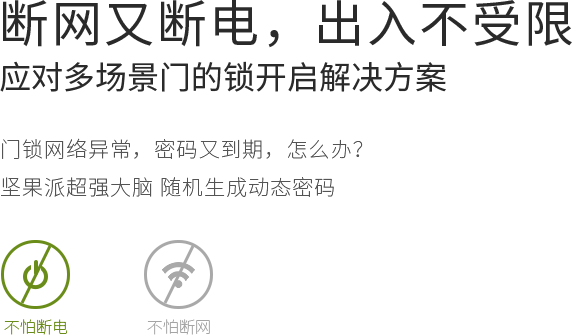 断网又断电，出入不受限
应对多场景门的锁开启解决方案
门锁网络异常，密码又到期，怎么办？
坚果派超强大脑 随机生成动态密码
不怕断电 不怕断网